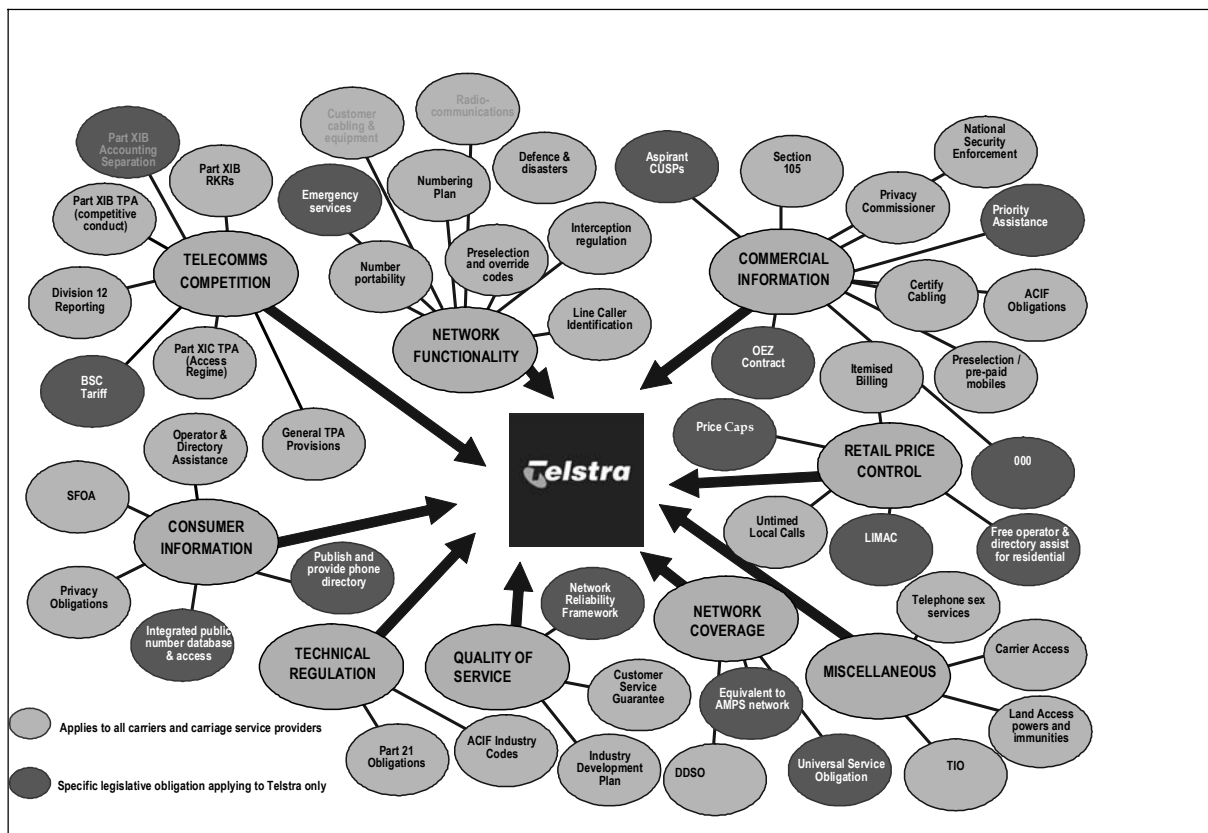 Part XIB
Accounting
Separation
Part XIB
RKRs
Part XIB TPA
(competitive
conduct)
TELECOMMS
COMPETITION
Division 12
Reporting
Part XIC TPA
(Access
Regime)
BSC
Tariff
General TPA
Provisions
Customer
cabling &
equipment
Radio-
communications
Defence &
disasters
Emergency
services
Numbering
Plan
Interception
regulation
Number
portability
Preselection
and override
codes
Line Caller
Identification
NETWORK
FUNCTIONALITY
Aspirant
CUSPs
Section
105
National
Security
Enforcement
Privacy
Commissioner
Priority
Assistance
COMMERCIAL
INFORMATION
Certify
Cabling
ACIF
Obligations
OEZ
Contract
Itemised
Billing
Preselection /
pre-paid
mobiles
Price Caps
RETAIL PRICE
CONTROL
000
Untimed
Local Calls
LIMAC
Free operator &
directory assist
for residential
Telstra
Operator &
Directory
Assistance
SFOA
CONSUMER
INFORMATION
Publish and
provide phone
directory
Privacy
Obligations
Integrated public
number database
& access
TECHNICAL
REGULATION
Part 21
Obligations
ACIF Industry
Codes
QUALITY OF
SERVICE
Network
Reliability
Framework
Customer
Service
Guarantee
Industry
Development
Plan
NETWORK
COVERAGE
Equivalent to
AMPS network
DDSO
Universal Service
Obligation
Telephone sex
services
MISCELLANEOUS
Carrier Access
Land Access
powers and
immunities
TIO
Applies to all carriers and carriage service providers
Specific legislative obligation applying to Telstra only